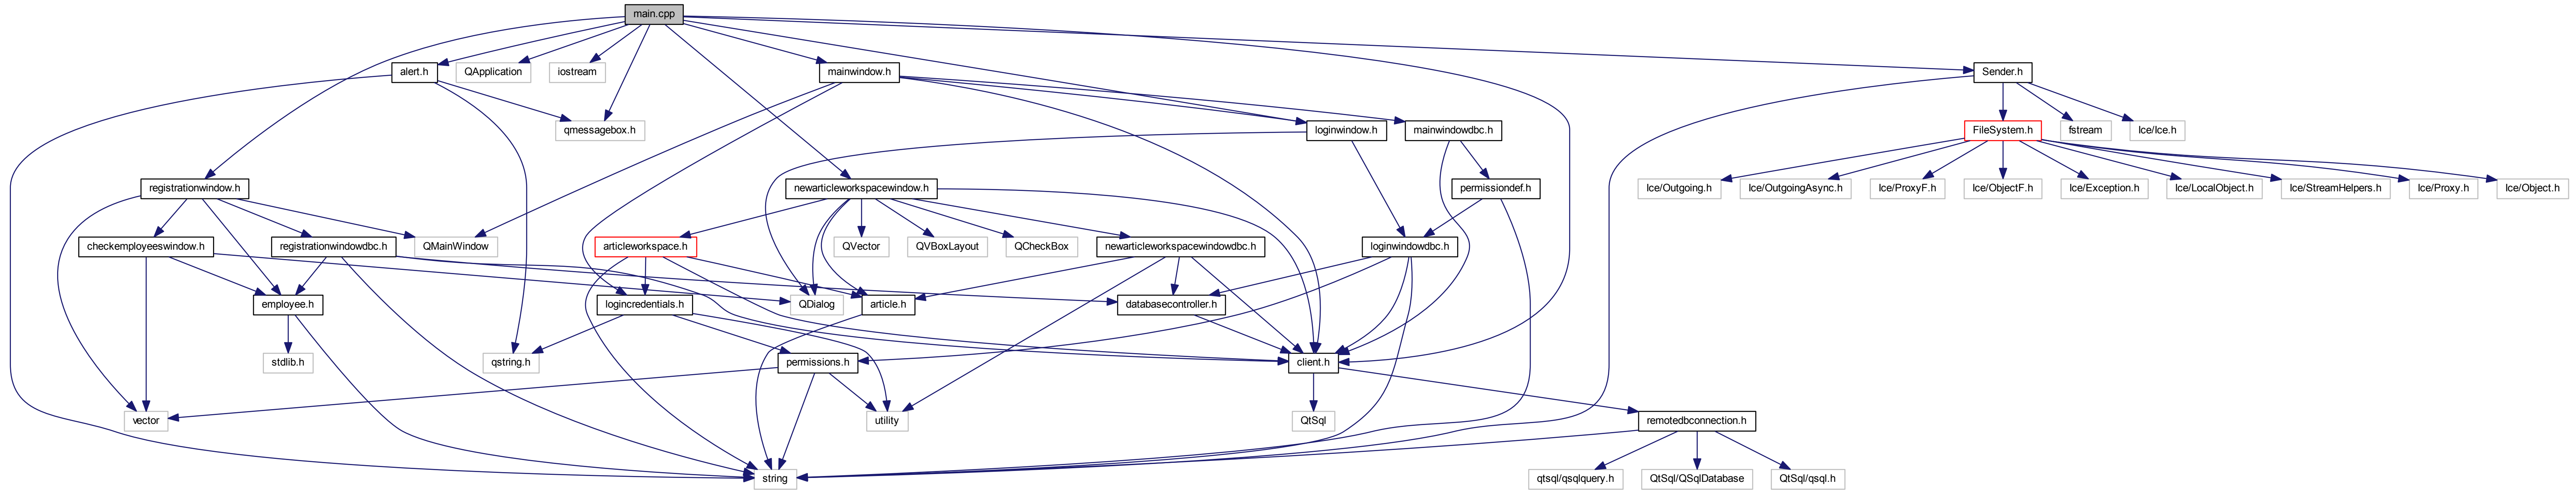 main.cpp
alert.h
QApplication
iostream
mainwindow.h
Sender.h
qmessagebox.h
loginwindow.h
mainwindowdbc.h
FileSystem.h
fstream
Ice/Ice.h
registrationwindow.h
newarticleworkspacewindow.h
permissiondef.h
Ice/Outgoing.h
Ice/OutgoingAsync.h
Ice/ProxyF.h
Ice/ObjectF.h
Ice/Exception.h
Ice/LocalObject.h
Ice/StreamHelpers.h
Ice/Proxy.h
Ice/Object.h
checkemployeeswindow.h
registrationwindowdbc.h
QMainWindow
articleworkspace.h
QVector
QVBoxLayout
QCheckBox
newarticleworkspacewindowdbc.h
loginwindowdbc.h
employee.h
logincredentials.h
QDialog
article.h
databasecontroller.h
stdlib.h
qstring.h
permissions.h
client.h
vector
utility
QtSql
remotedbconnection.h
string
qtsql/qsqlquery.h
QtSql/QSqlDatabase
QtSql/qsql.h